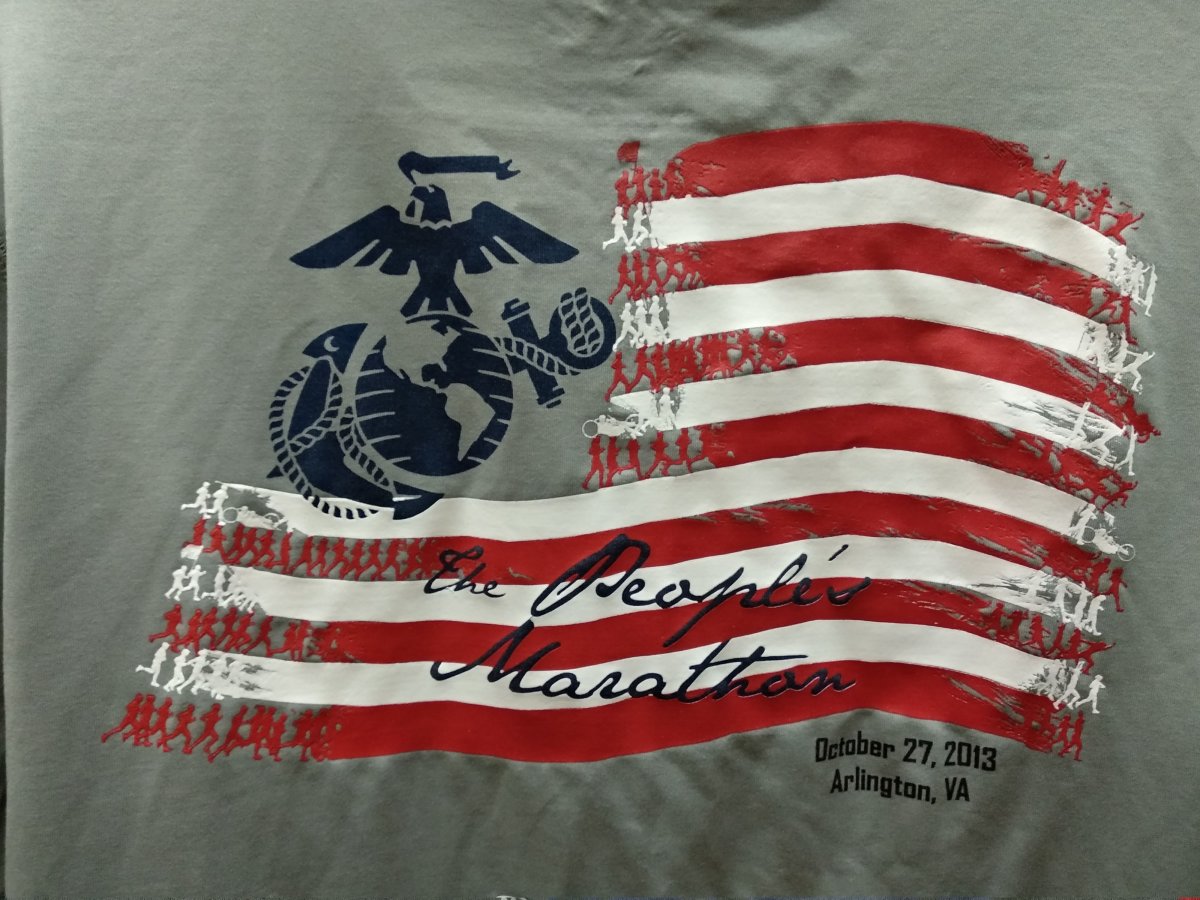 The People's
Marathon
October 27, 2013
Arlington, VA